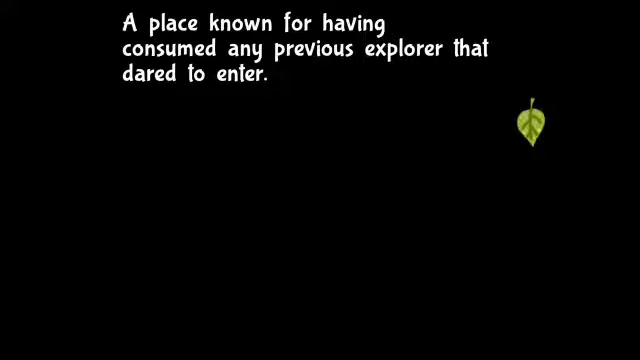 A place known for having
consumed any previous explorer that
dared to enter.